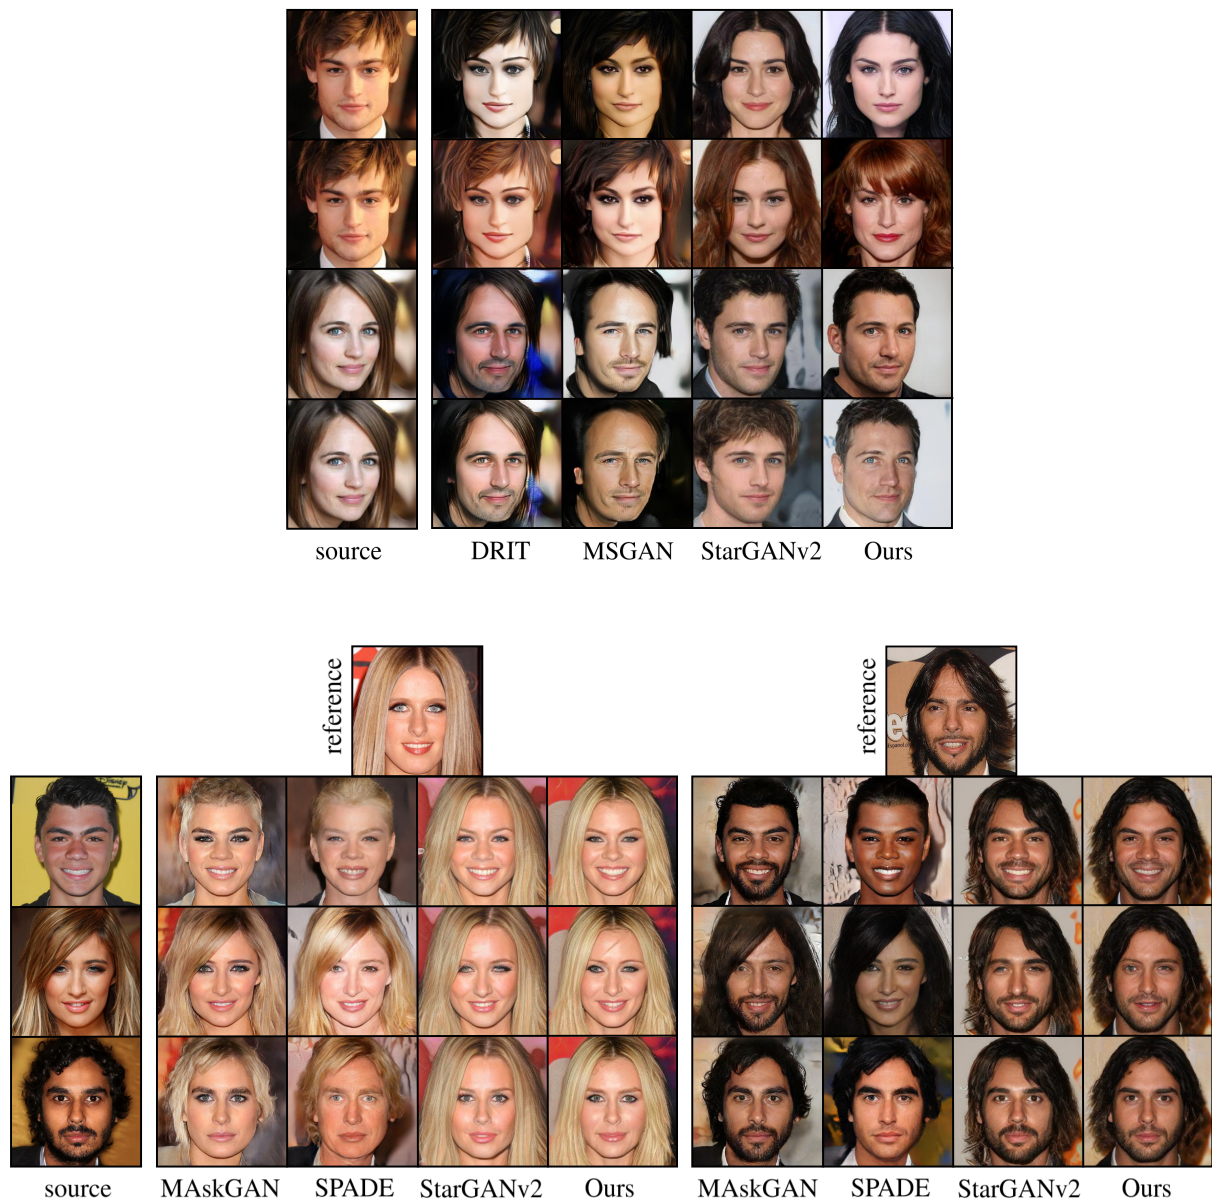 source DRIT MSGAN StarGANv2 Ours
reference
reference
source MAskGAN SPADE StarGANv2 Ours MAskGAN SPADE StarGANv2 Ours